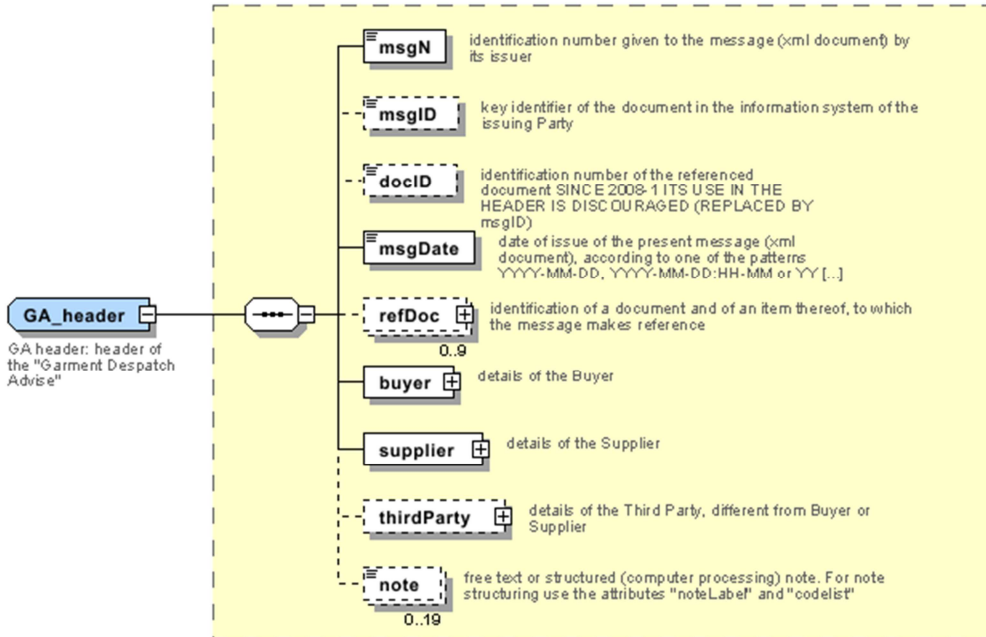 msgN
identification number given to the message (xml document) by
its issuer
msgID
key identifier of the document in the information system of the
issuing Party
docID
identification number of the referenced
document SINCE 2008-1 ITS USE IN THE
HEADER IS DISCOURAGED (REPLACED BY
msgID)
msgDate
date of issue of the present message (xml
document), according to one of the patterns
YYYY-MM-DD, YYYY-MM-DD:HH-MM or YY [...]
GA_header
GA header: header of
the "Garment Despatch
Advise"
refDoc
identification of a document and of an item thereof, to which
the message makes reference
0..9
buyer
details of the Buyer
supplier
details of the Supplier
thirdParty
details of the Third Party, different from Buyer or
Supplier
note
free text or structured (computer processing) note. For note
structuring use the attributes "noteLabel" and "codelist"
0..19